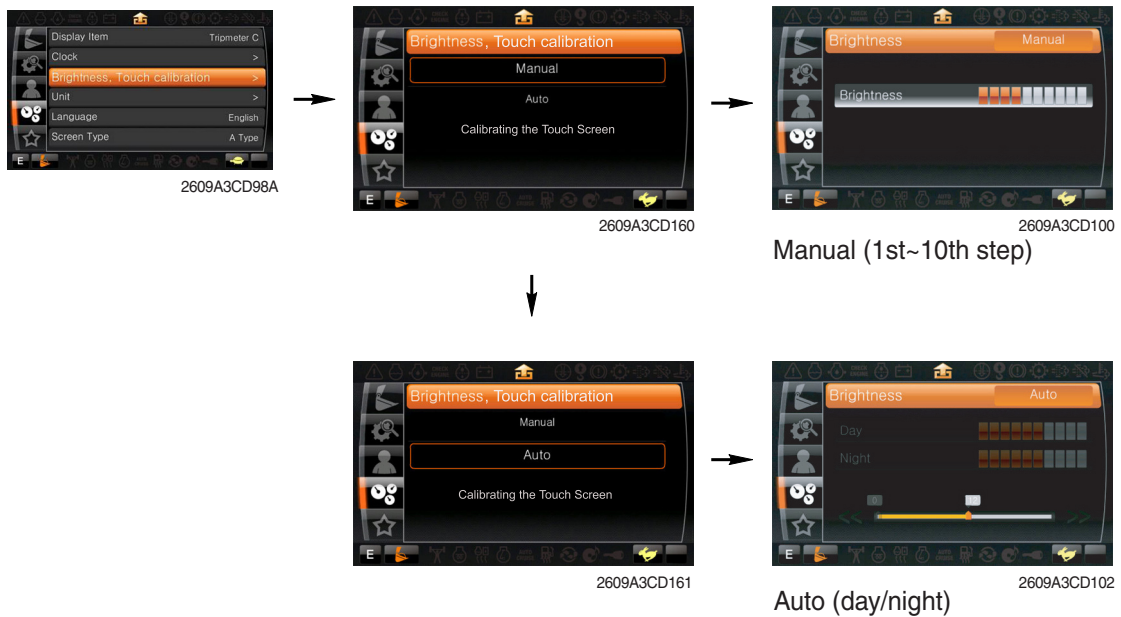 Display Item Tripmeter C
Clock >
Brightness, Touch calibration >
Unit >
Language English
Screen Type A Type
E
2609A3CD98A
Brightness, Touch calibration
Manual
Auto
Calibrating the Touch Screen
E
2609A3CD160
Brightness Manual
Brightness
E
2609A3CD100
Manual (1st~10th step)
Brightness, Touch calibration
Manual
Auto
Calibrating the Touch Screen
E
2609A3CD161
Brightness Auto
Day
Night
0 12
<< >>
E
2609A3CD102
Auto (day/night)